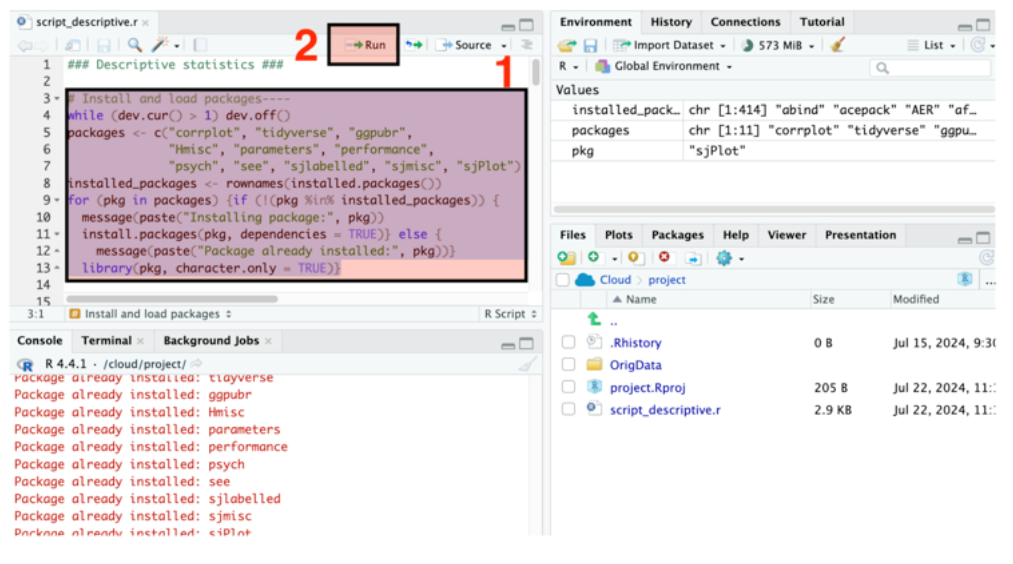 script_descriptive.r ×
2
Run
Source
1
1 ### Descriptive statistics ###
2
3 # Install and load packages----
4 while (dev.cur() > 1) dev.off()
5 packages <- c("corrplot", "tidyverse", "ggpubr",
6 "Hmisc", "parameters", "performance",
7 "psych", "see", "sjlabelled", "sjmisc", "sjPlot")
8 installed_packages <- rownames(installed.packages())
9 for (pkg in packages) {if (!(pkg %in% installed_packages)) {
10 message(paste("Installing package:", pkg))
11 install.packages(pkg, dependencies = TRUE)} else {
12 message(paste("Package already installed:", pkg))}
13 library(pkg, character.only = TRUE)}
14
15
3:1 # Install and load packages R Script
Console Terminal × Background Jobs ×
R 4.4.1 · /cloud/project/
Package already installed: tidyverse
Package already installed: ggpubr
Package already installed: Hmisc
Package already installed: parameters
Package already installed: performance
Package already installed: psych
Package already installed: see
Package already installed: sjlabelled
Package already installed: sjmisc
Package already installed: sjPlot
Environment History Connections Tutorial
Import Dataset 573 MiB List
R Global Environment
Values
installed_pack… chr [1:414] "abind" "acepack" "AER" "af…
packages chr [1:11] "corrplot" "tidyverse" "ggpu…
pkg "sjPlot"
Files Plots Packages Help Viewer Presentation
Cloud > project R ...
Name Size Modified
..
.Rhistory 0 B Jul 15, 2024, 9:30
OrigData
project.Rproj 205 B Jul 22, 2024, 11:
script_descriptive.r 2.9 KB Jul 22, 2024, 11: